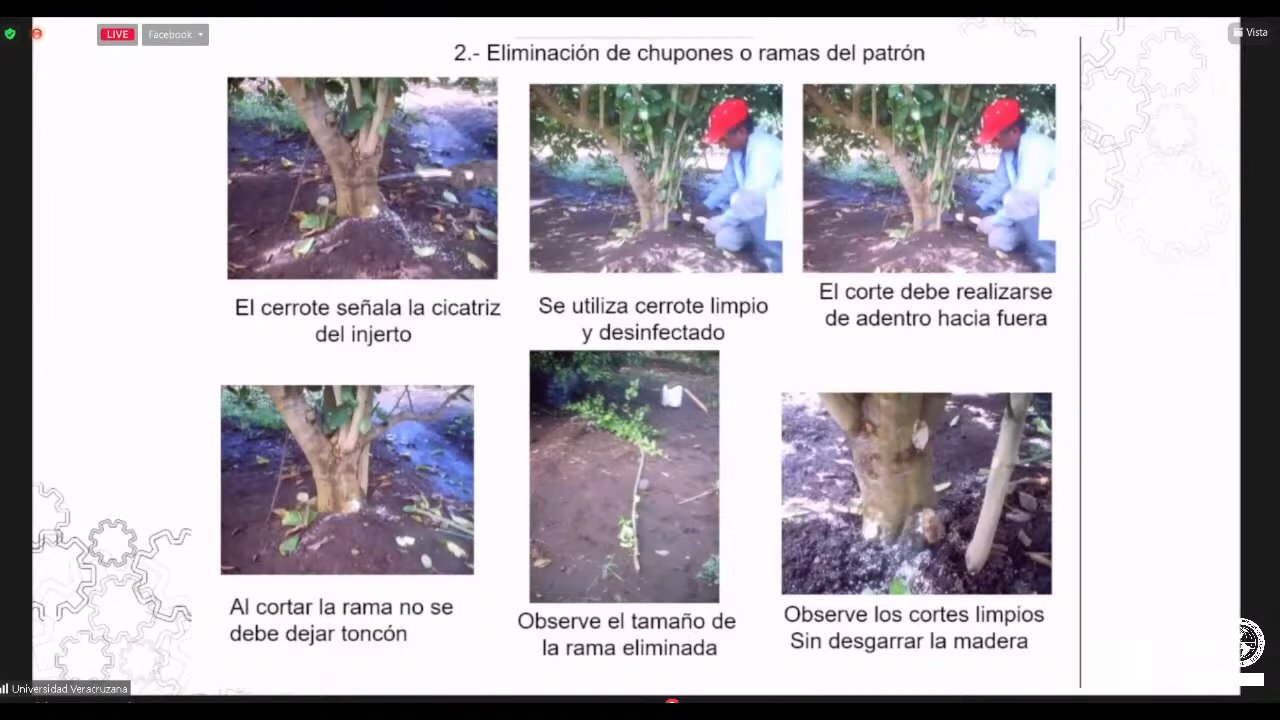 LIVE
Facebook
Vista
2.- Eliminación de chupones o ramas del patrón
El cerrote señala la cicatriz
del injerto
Se utiliza cerrote limpio
y desinfectado
El corte debe realizarse
de adentro hacia fuera
Al cortar la rama no se
debe dejar toncón
Observe el tamaño de
la rama eliminada
Observe los cortes limpios
Sin desgarrar la madera
Universidad Veracruzana